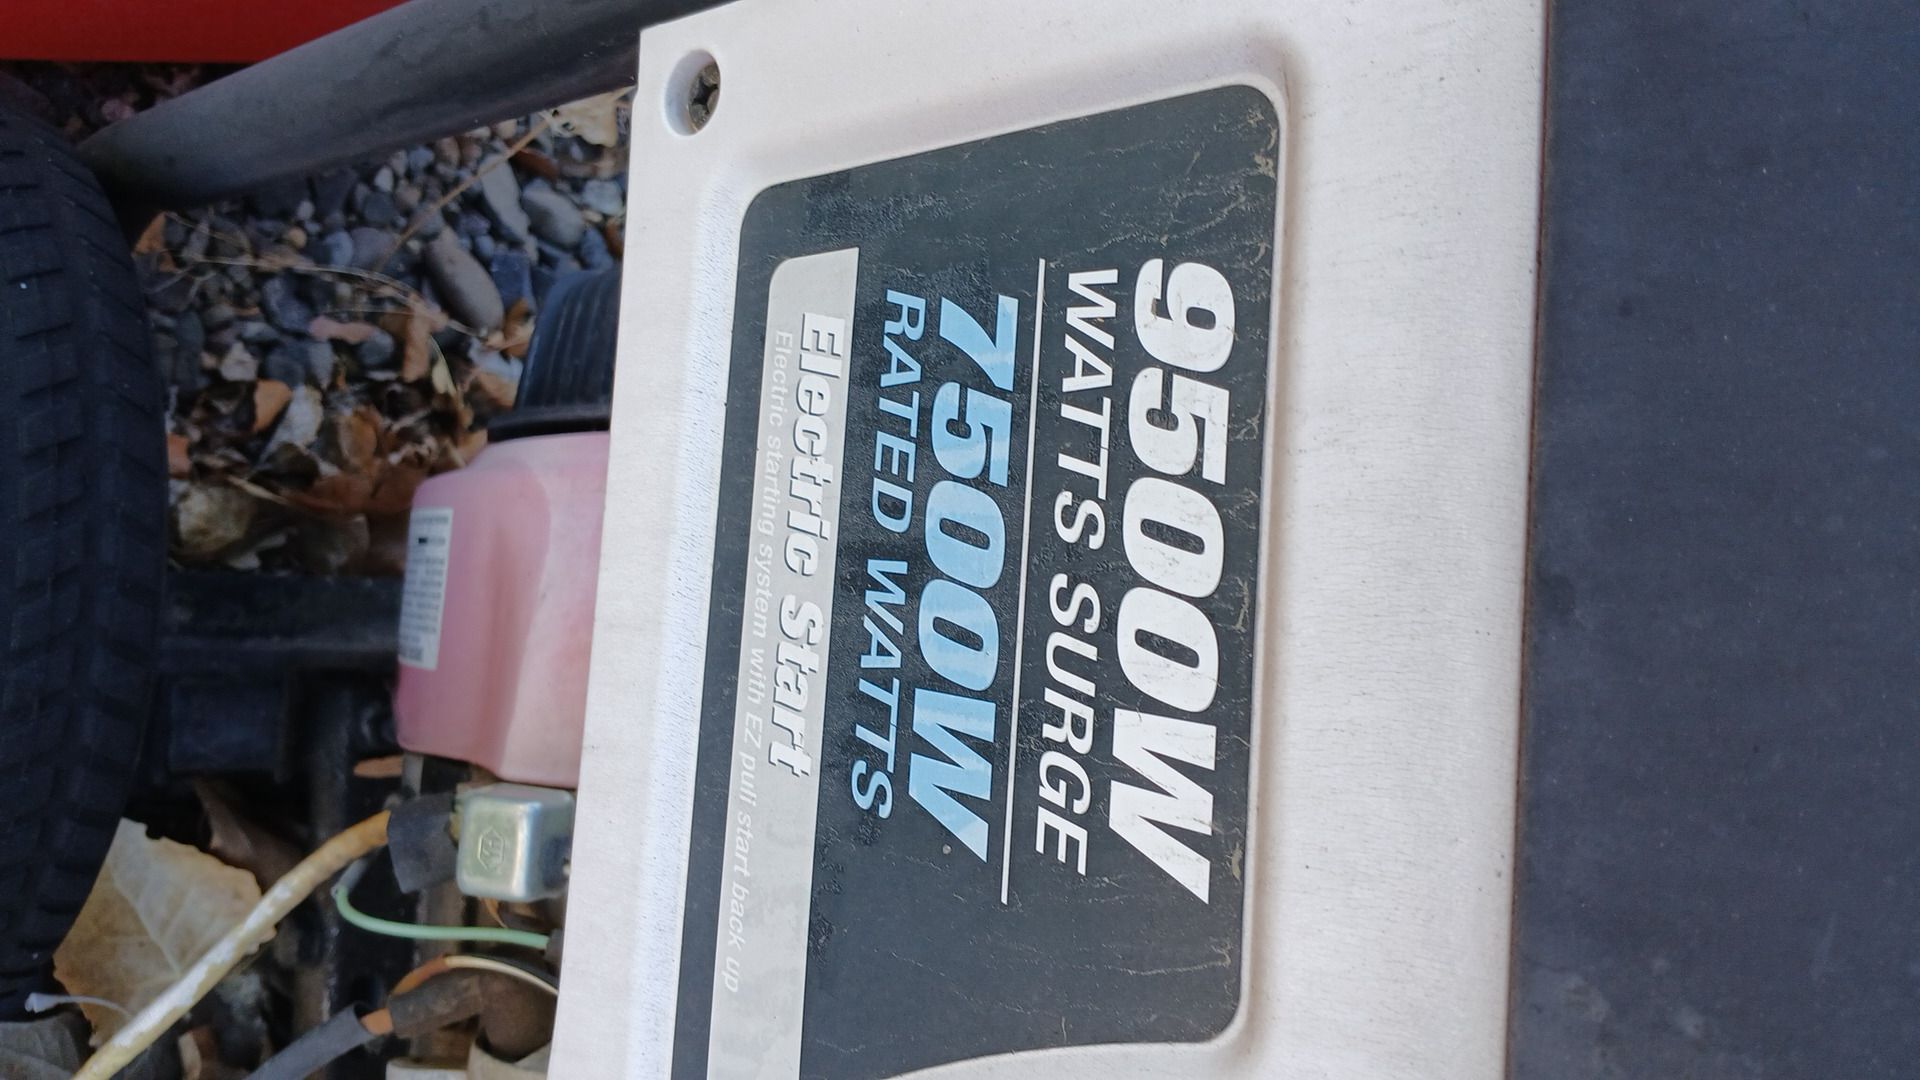 9500W
WATTS SURGE
7500W
RATED WATTS
Electric Start
Electric starting system with EZ pull start back up